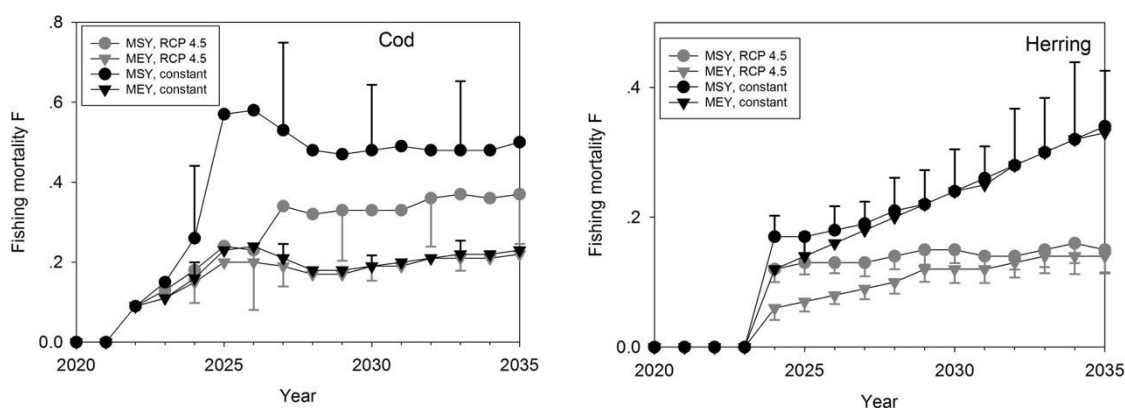 Cod
MSY, RCP 4.5
MEY, RCP 4.5
MSY, constant
MEY, constant
Fishing mortality F
.8
.6
.4
.2
0.0
2020
2025
2030
2035
Year
Herring
MSY, RCP 4.5
MEY, RCP 4.5
MSY, constant
MEY, constant
Fishing mortality F
.4
.2
0.0
2020
2025
2030
2035
Year